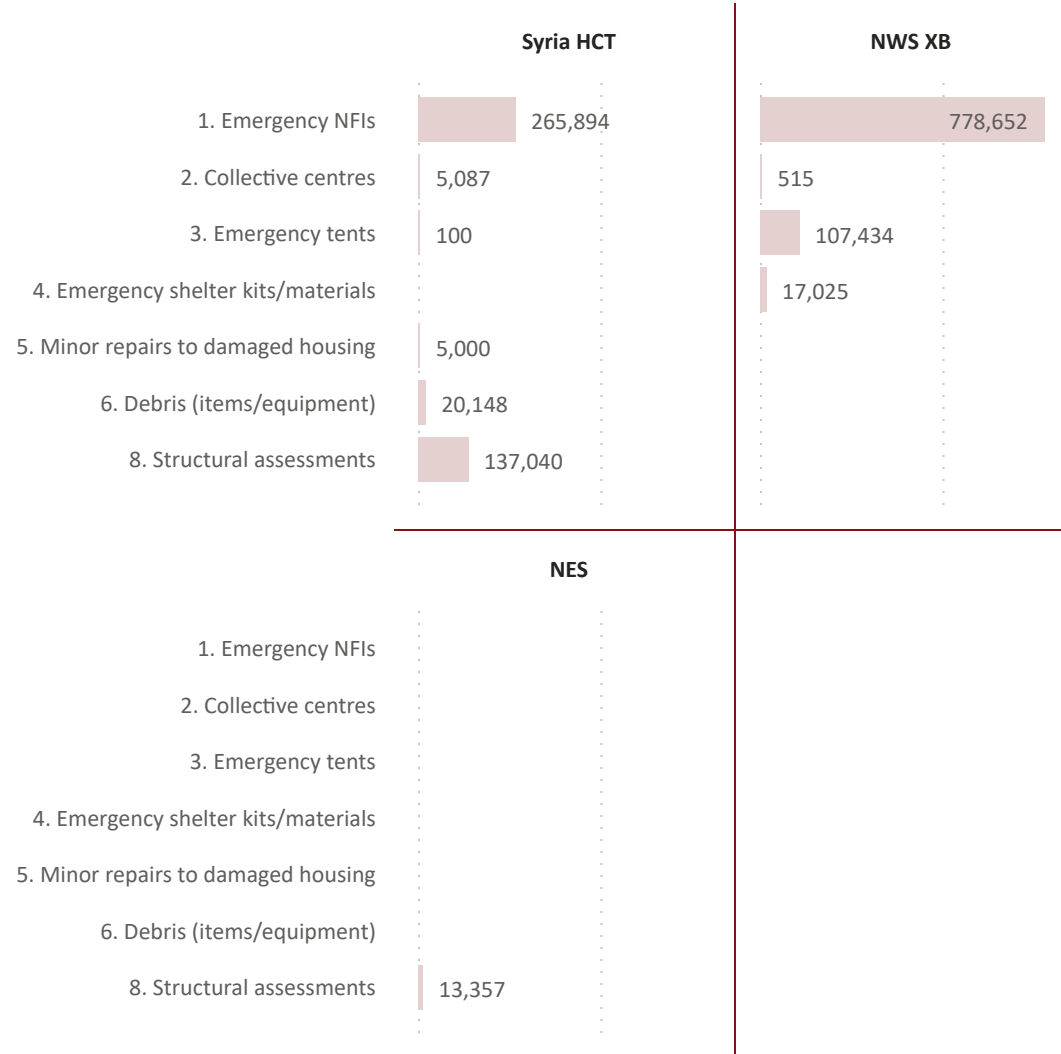 Syria HCT NWS XB
1. Emergency NFIs 265,894 778,652
2. Collective centres 5,087 515
3. Emergency tents 100 107,434
4. Emergency shelter kits/materials 17,025
5. Minor repairs to damaged housing 5,000
6. Debris (items/equipment) 20,148
8. Structural assessments 137,040
NES
1. Emergency NFIs
2. Collective centres
3. Emergency tents
4. Emergency shelter kits/materials
5. Minor repairs to damaged housing
6. Debris (items/equipment)
8. Structural assessments 13,357